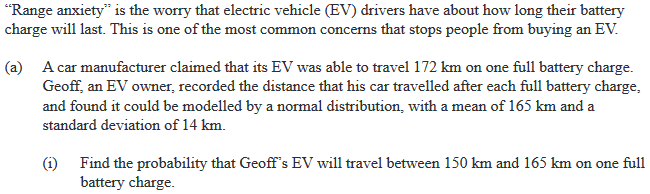 “Range anxiety” is the worry that electric vehicle (EV) drivers have about how long their battery
charge will last. This is one of the most common concerns that stops people from buying an EV.
(a) A car manufacturer claimed that its EV was able to travel 172 km on one full battery charge.
Geoff, an EV owner, recorded the distance that his car travelled after each full battery charge,
and found it could be modelled by a normal distribution, with a mean of 165 km and a
standard deviation of 14 km.
(i) Find the probability that Geoff’s EV will travel between 150 km and 165 km on one full
battery charge.